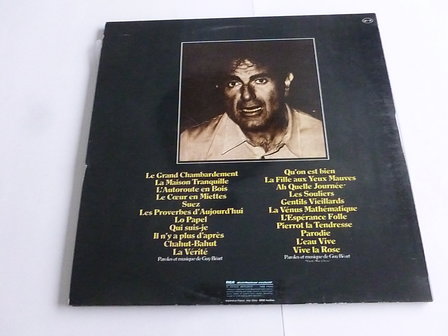 Le Grand Chambardement
La Maison Tranquille
L'Autoroute en Bois
Le Cœur en Miettes
Suez
Les Proverbes d'Aujourd'hui
Lo Papel
Qui suis-je
Il n'y a plus d'après
Chahut-Bahut
La Vérité
Paroles et musique de Guy Béart
Qu'on est bien
La Fille aux Yeux Mauves
Ah Quelle Journée
Les Souliers
Gentils Vieillards
La Vénus Mathématique
L'Espérance Folle
Pierrot la Tendresse
Parodie
L'eau Vive
Vive la Rose
Paroles et musique de Guy Béart